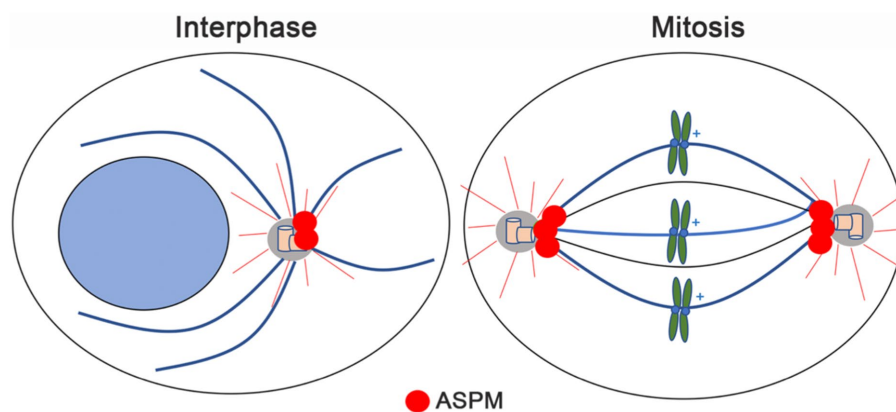 Interphase
Mitosis
+
+
+
ASPM